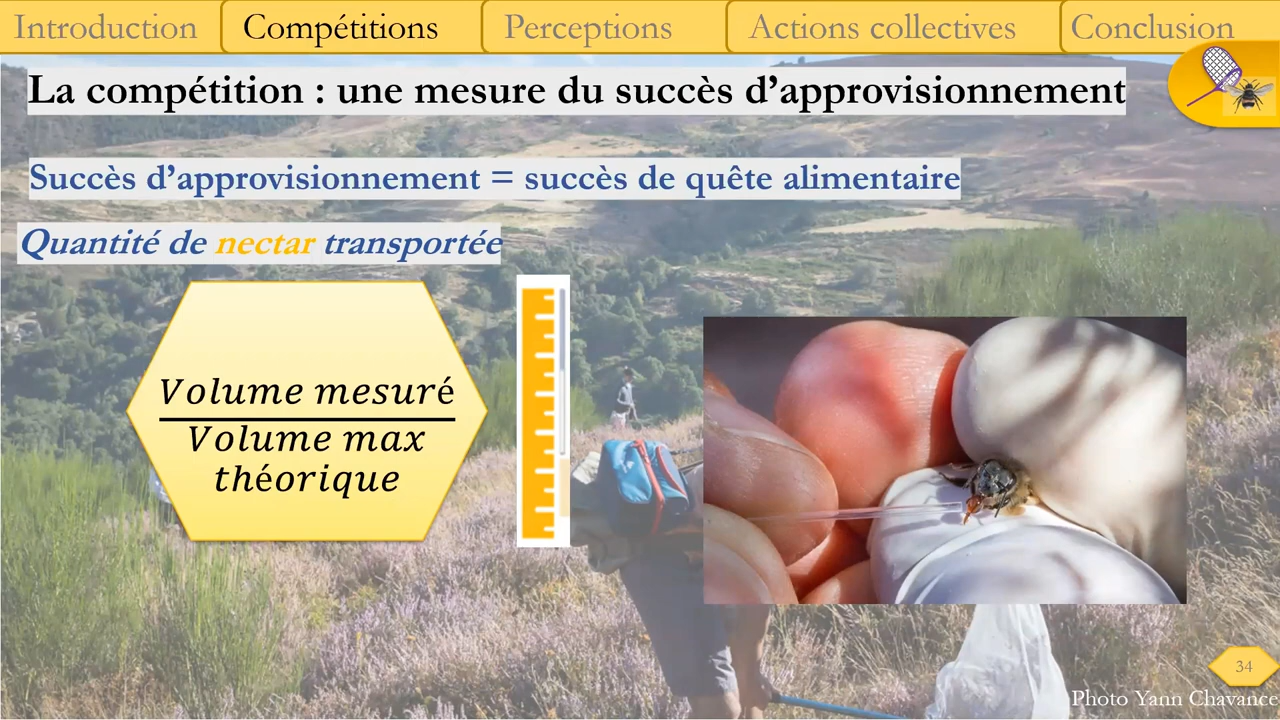 Introduction
Compétitions
Perceptions
Actions collectives
Conclusion
La compétition : une mesure du succès d’approvisionnement
Succès d’approvisionnement = succès de quête alimentaire
Quantité de nectar transportée
Volume mesuré
Volume max
théorique
34
Photo Yann Chavance